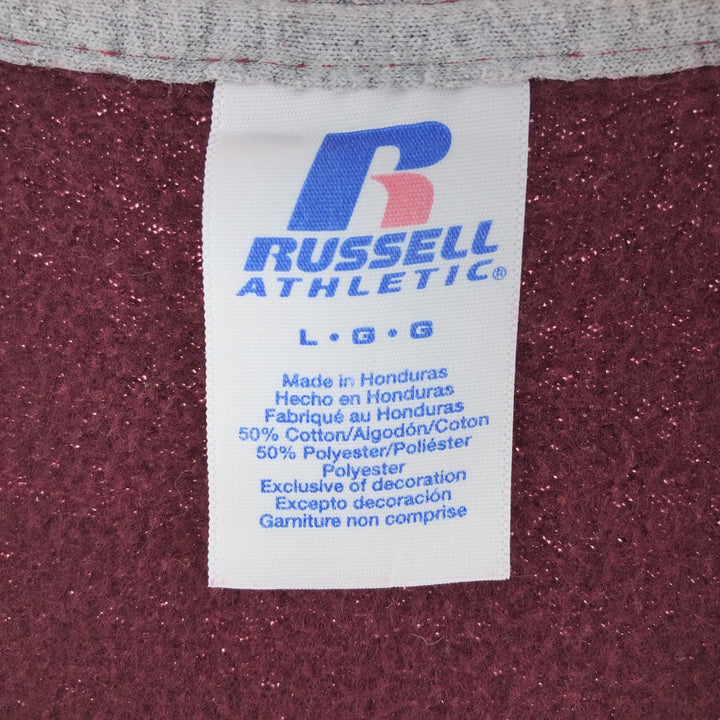 RUSSELL
ATHLETIC®
L • G • G
Made in Honduras
Hecho en Honduras
Fabriqué au Honduras
50% Cotton/Algodón/Coton
50% Polyester/Poliéster
Polyester
Exclusive of decoration
Excepto decoración
Garniture non comprise